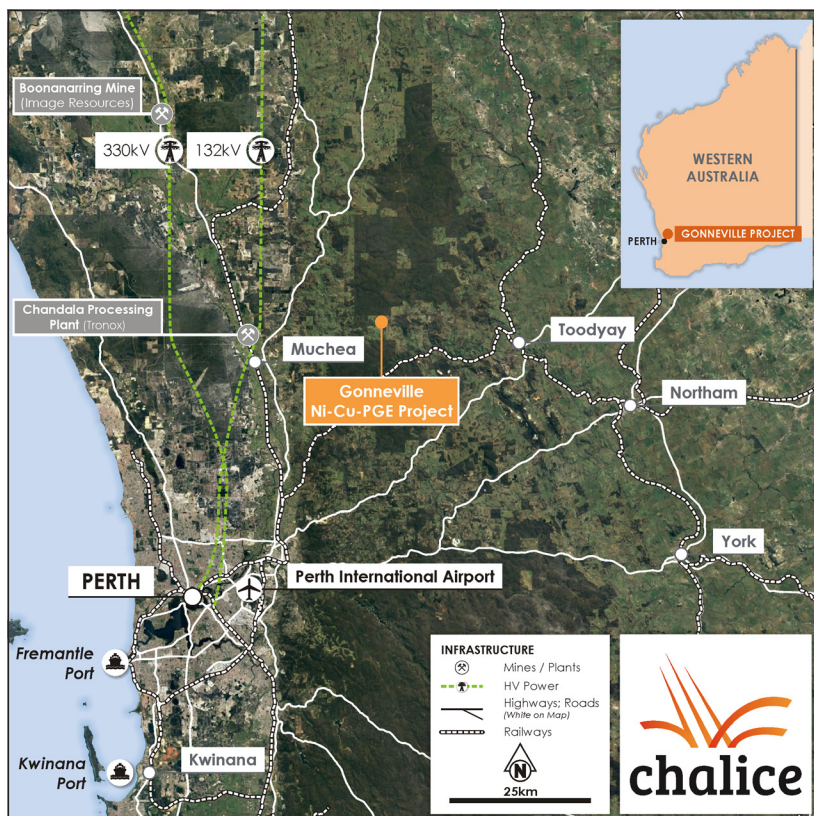 Boonanarring Mine
(Image Resources)
330kV
132kV
WESTERN
AUSTRALIA
PERTH
GONNEVILLE PROJECT
Chandala Processing
Plant (Tronox)
Muchea
Toodyay
Gonneville
Ni-Cu-PGE Project
Northam
York
PERTH
Perth International Airport
Fremantle
Port
Kwinana
Port
Kwinana
INFRASTRUCTURE
Mines / Plants
HV Power
Highways; Roads
(White on Map)
Railways
N
25km
chalice